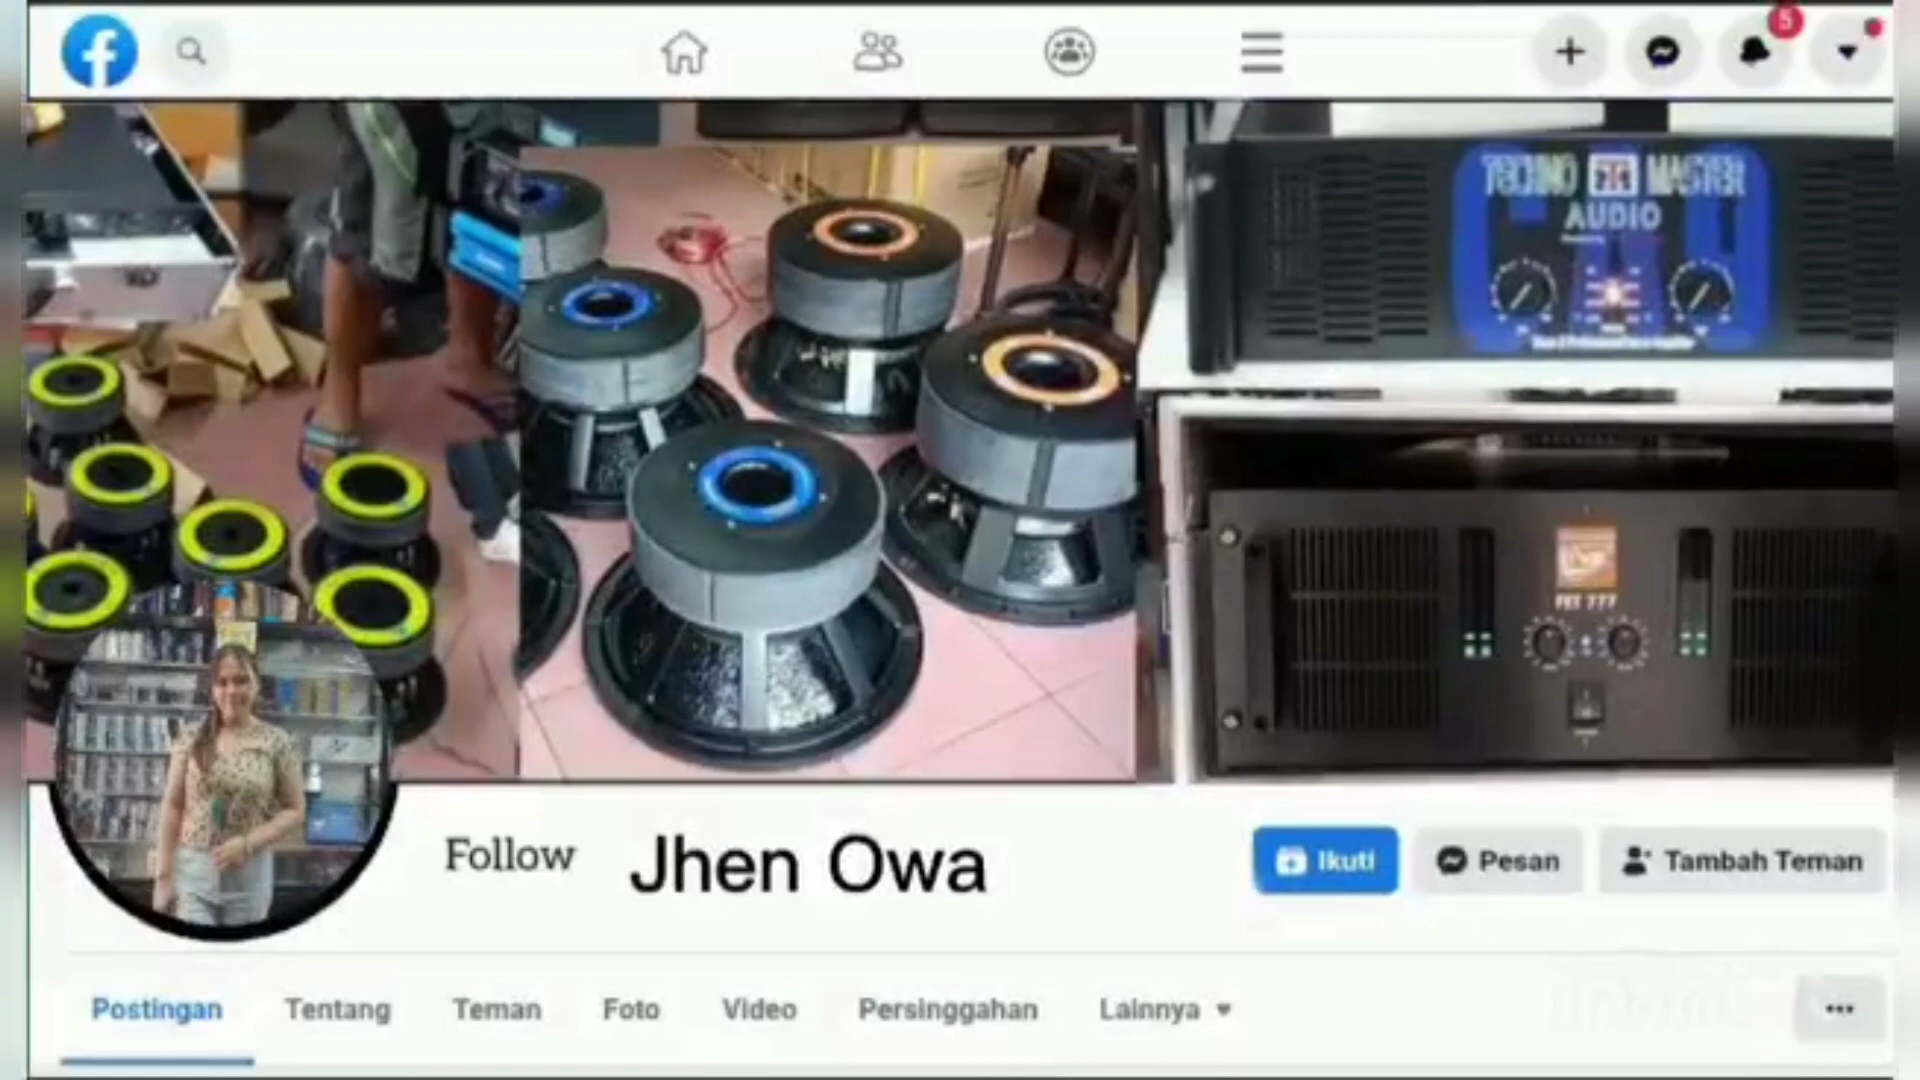 5
TECHNO MASTER
AUDIO
FKT 777
Follow
Jhen Owa
Ikuti
Pesan
Tambah Teman
Postingan
Tentang
Teman
Foto
Video
Persinggahan
Lainnya